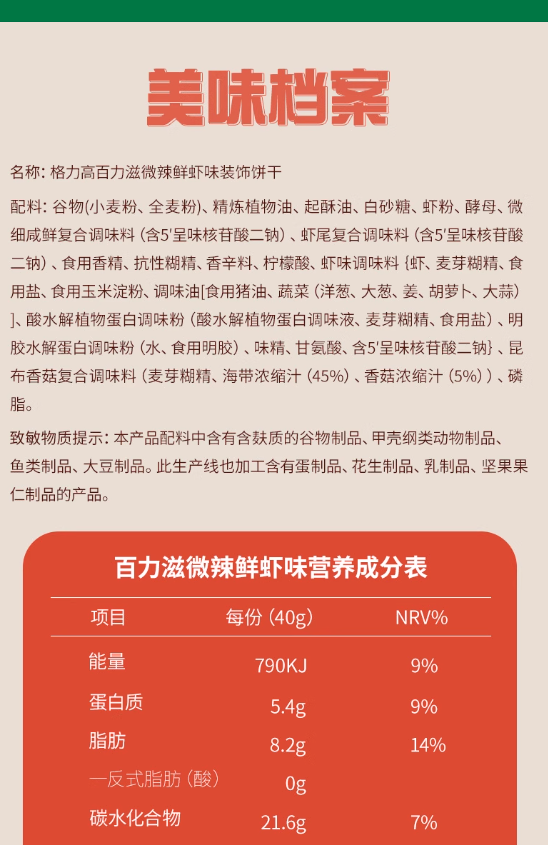 美味档案
名称：格力高百力滋微辣鲜虾味装饰饼干
配料：谷物(小麦粉、全麦粉)、精炼植物油、起酥油、白砂糖、虾粉、酵母、微
细咸鲜复合调味料（含5′呈味核苷酸二钠）、虾尾复合调味料（含5′呈味核苷酸
二钠）、食用香精、抗性糊精、香辛料、柠檬酸、虾味调味料｛虾、麦芽糊精、食
用盐、食用玉米淀粉、调味油[食用猪油、蔬菜（洋葱、大葱、姜、胡萝卜、大蒜）
]、酸水解植物蛋白调味粉（酸水解植物蛋白调味液、麦芽糊精、食用盐）、明
胶水解蛋白调味粉（水、食用明胶）、味精、甘氨酸、含5′呈味核苷酸二钠｝、昆
布香菇复合调味料（麦芽糊精、海带浓缩汁（45%）、香菇浓缩汁（5%））、磷
脂。
致敏物质提示：本产品配料中含有含麸质的谷物制品、甲壳纲类动物制品、
鱼类制品、大豆制品。此生产线也加工含有蛋制品、花生制品、乳制品、坚果果
仁制品的产品。
百力滋微辣鲜虾味营养成分表
项目 每份（40g） NRV%
能量 790KJ 9%
蛋白质 5.4g 9%
脂肪 8.2g 14%
—反式脂肪（酸） 0g
碳水化合物 21.6g 7%